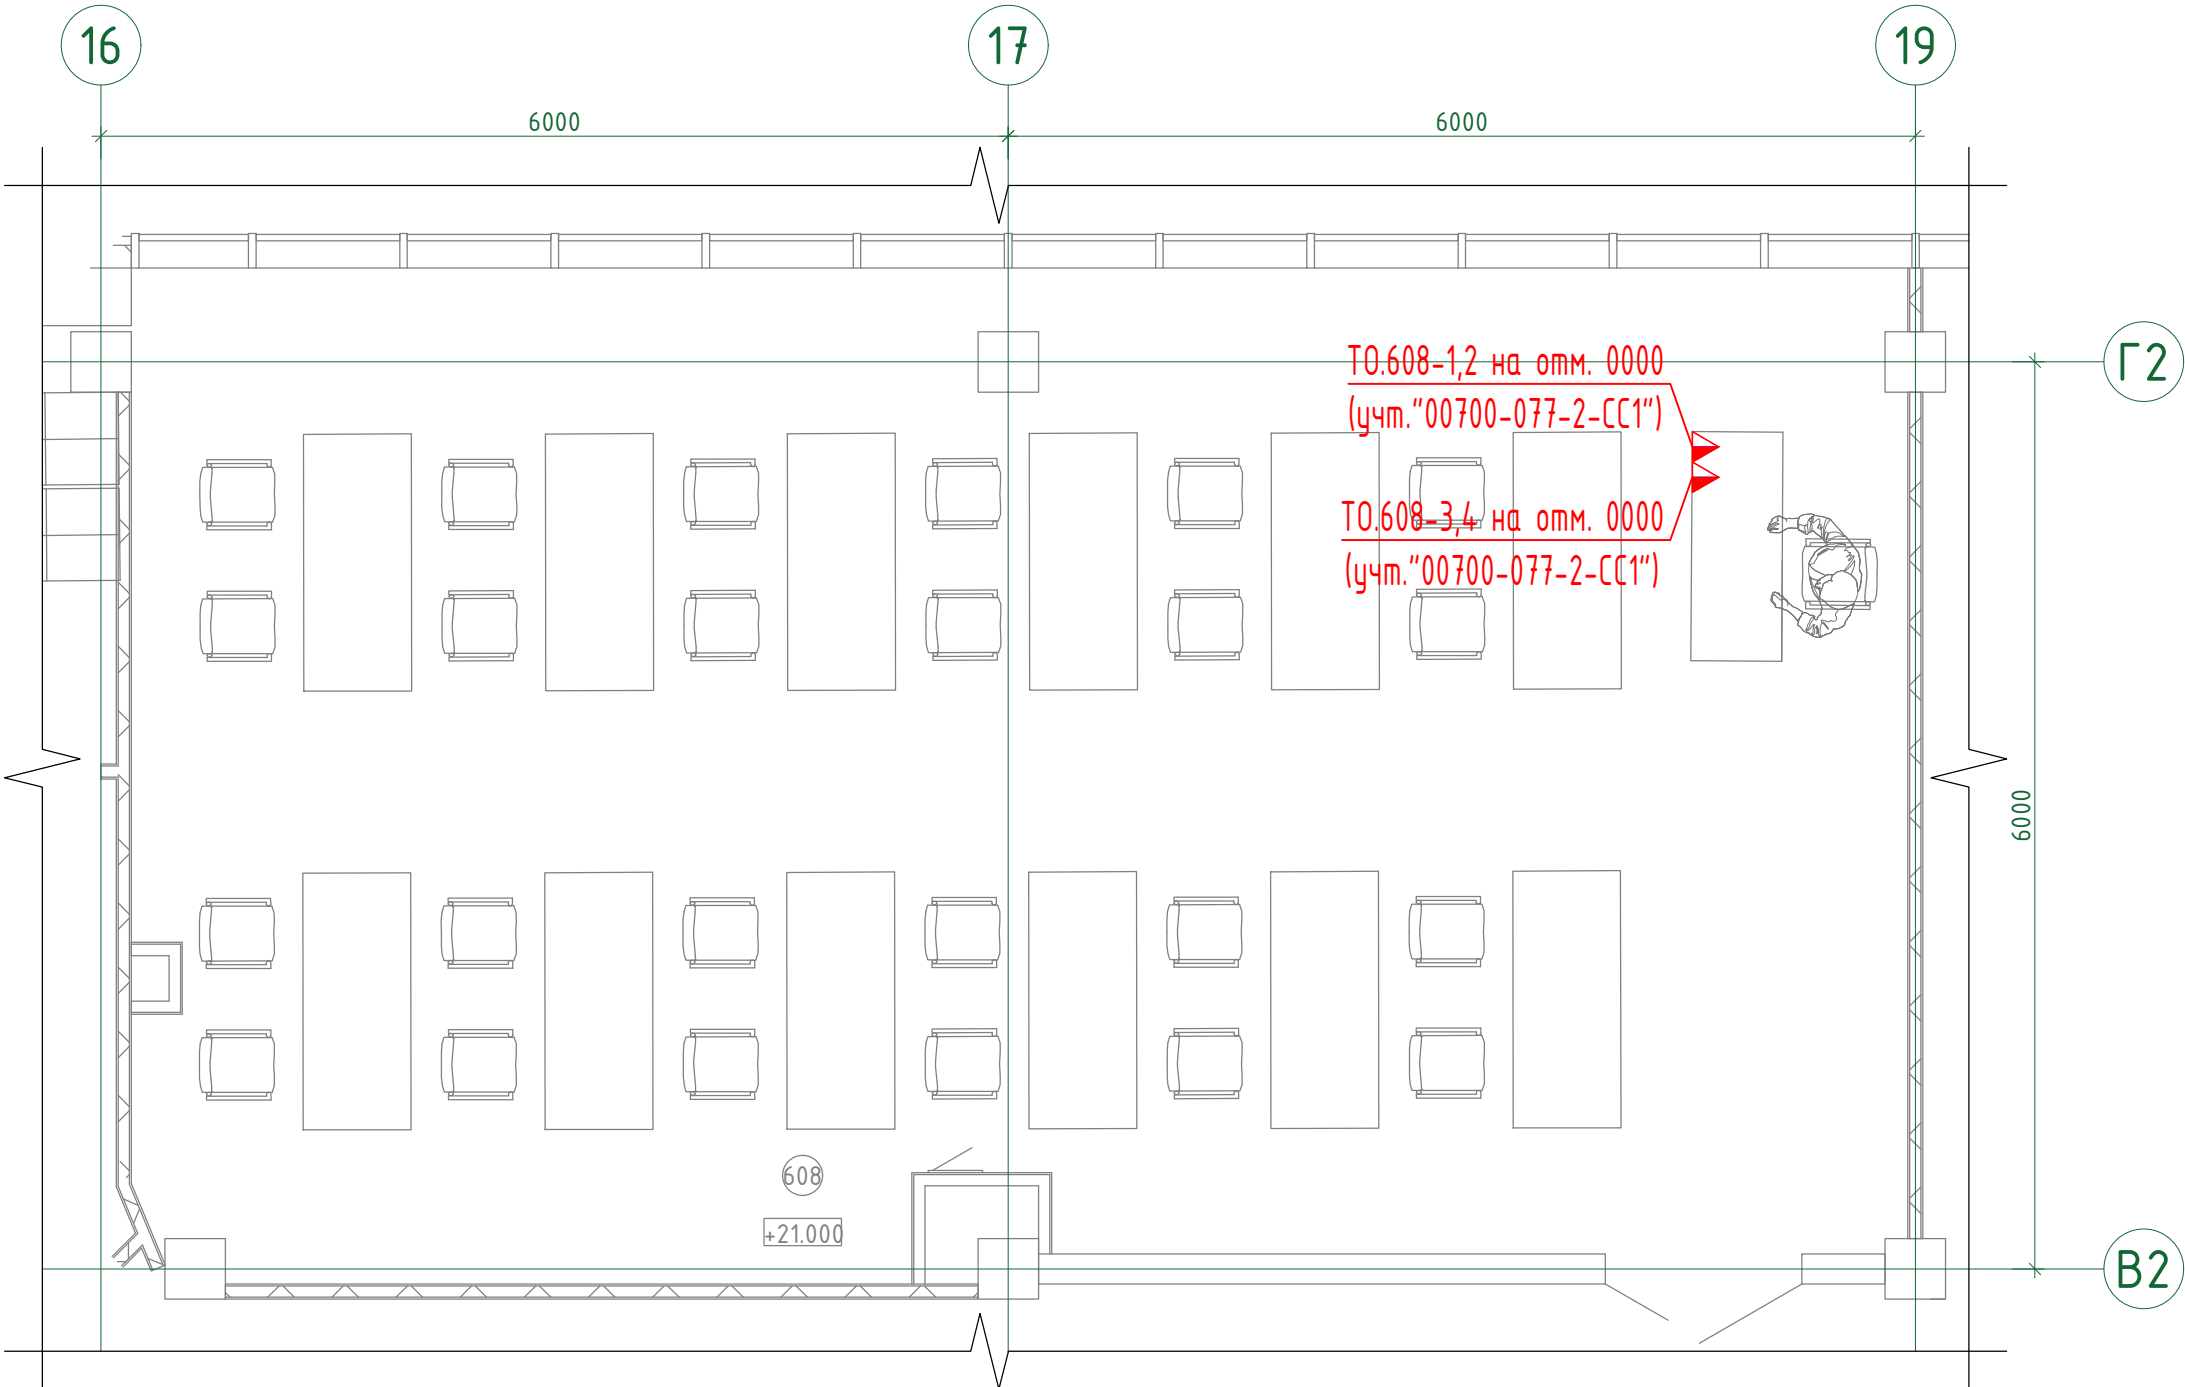 16
17
19
6000
6000
Г2
ТО.608-1,2 на отм. 0000
(учт."00700-077-2-СС1")
ТО.608-3,4 на отм. 0000
(учт."00700-077-2-СС1")
6000
608
+21.000
В2